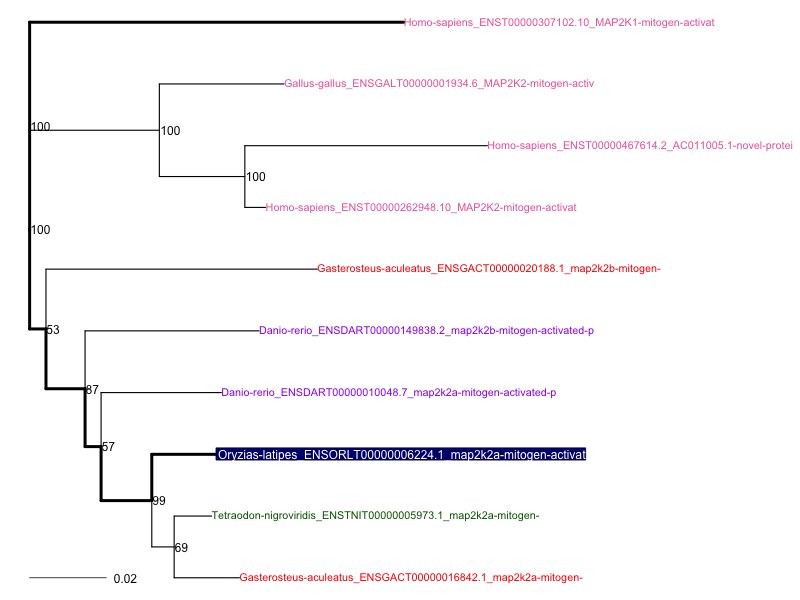 Homo-sapiens_ENST00000307102.10_MAP2K1-mitogen-activat
Gallus-gallus_ENSGALT00000001934.6_MAP2K2-mitogen-activ
100
100
Homo-sapiens_ENST00000467614.2_AC011005.1-novel-protei
100
Homo-sapiens_ENST00000262948.10_MAP2K2-mitogen-activat
100
Gasterosteus-aculeatus_ENSGACT00000020188.1_map2k2b-mitogen-
53
Danio-rerio_ENSDART00000149838.2_map2k2b-mitogen-activated-p
87
Danio-rerio_ENSDART00000010048.7_map2k2a-mitogen-activated-p
57
Oryzias-latipes_ENSORLT00000006224.1_map2k2a-mitogen-activat
99
Tetraodon-nigroviridis_ENSTNIT00000005973.1_map2k2a-mitogen-
69
Gasterosteus-aculeatus_ENSGACT00000016842.1_map2k2a-mitogen-
0.02